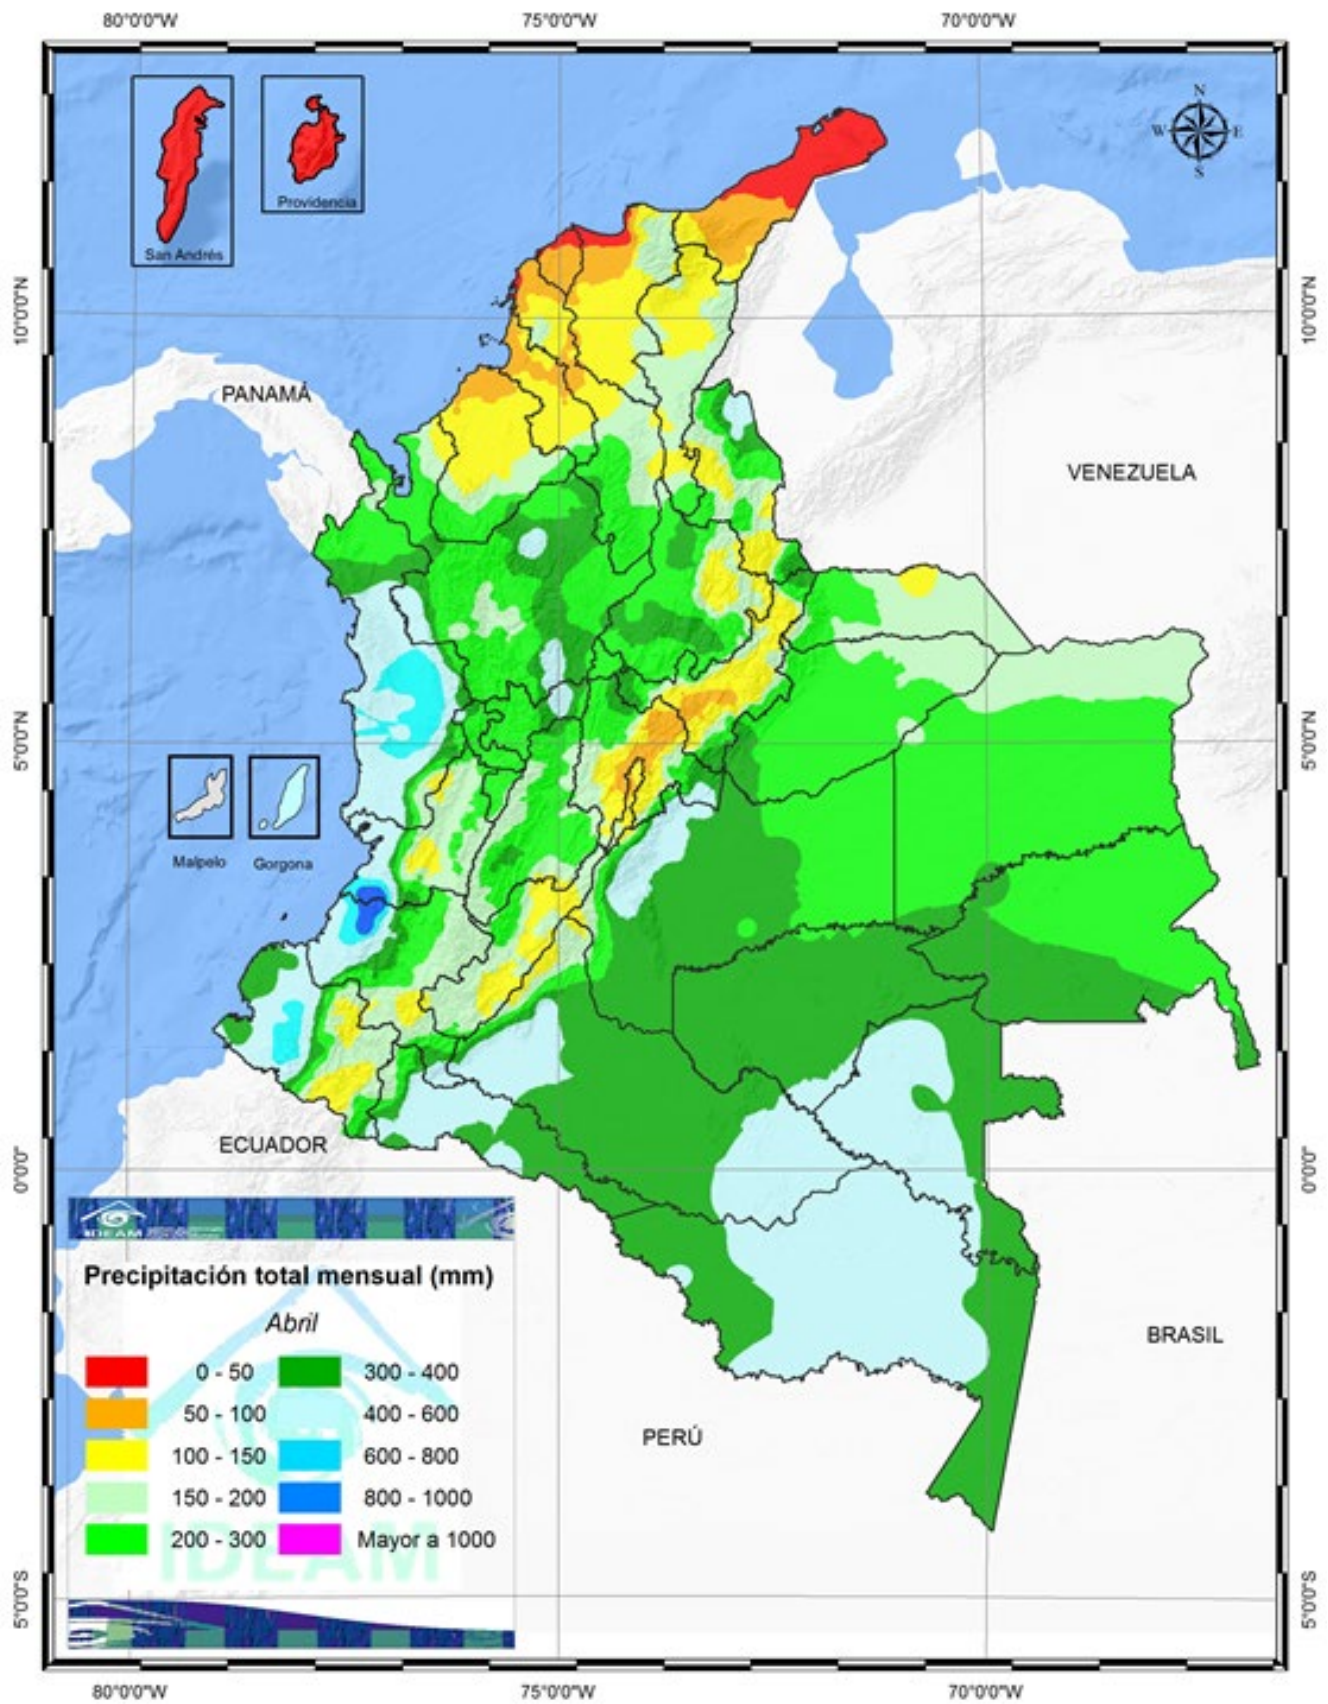 80°0'0"W 75°0'0"W 70°0'0"W
N
W E
S
San Andrés
Providencia
10°0'0"N 10°0'0"N
PANAMÁ
VENEZUELA
5°0'0"N 5°0'0"N
Malpelo Gorgona
ECUADOR
0°0'0" 0°0'0"
IDEAM
Precipitación total mensual (mm)
Abril
0 - 50 300 - 400
50 - 100 400 - 600
100 - 150 600 - 800
150 - 200 800 - 1000
200 - 300 Mayor a 1000
IDEAM
BRASIL
PERÚ
5°0'0"S 5°0'0"S
80°0'0"W 75°0'0"W 70°0'0"W